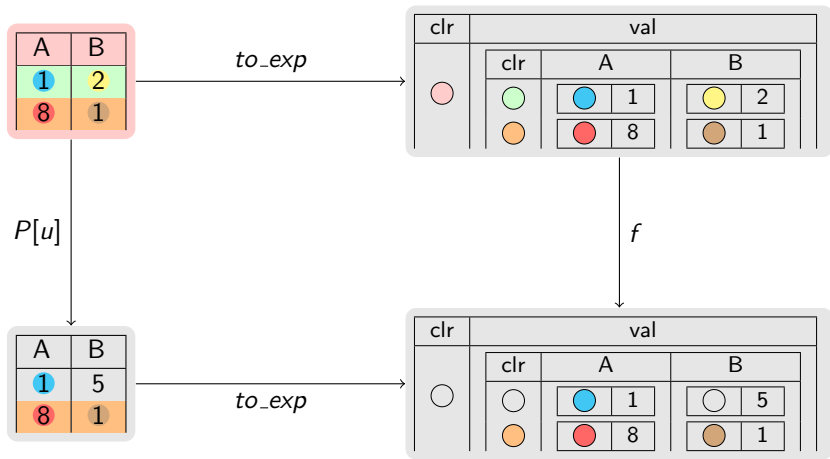 A B
1 2
8 1
to_exp
clr val
clr A B
1 2
8 1
P[u]
f
A B
1 5
8 1
to_exp
clr val
clr A B
1 5
8 1